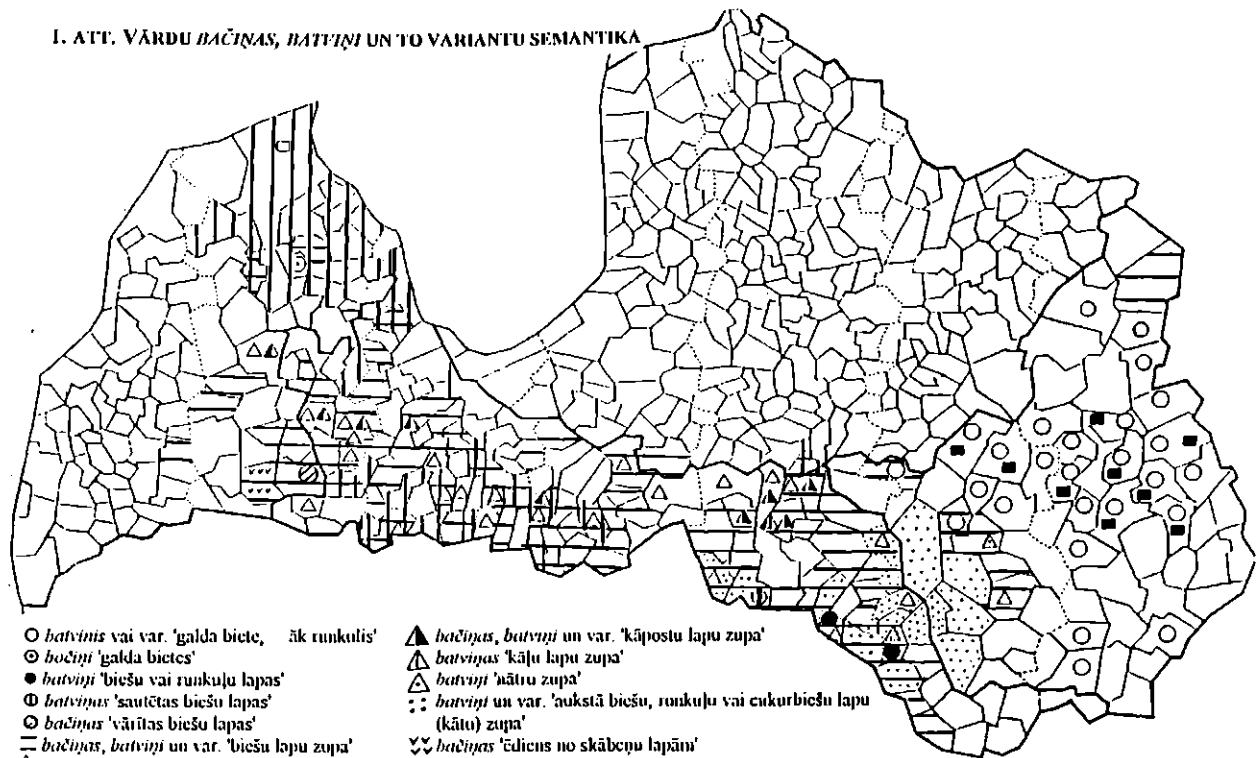 1. ATT. VĀRDU BAČIŅAS, BATVIŅI UN TO VARIANTU SEMANTIKA
batvinis vai var. 'galda biete, āk runkulis'
bočiņi 'galda bietes'
batviņi 'biešu vai runkuļu lapas'
batviņas 'sautētas biešu lapas'
bačiņas 'vārītas biešu lapas'
bačiņas, batviņi un var. 'biešu lapu zupa'
bačiņas, batviņi un var. 'kāpostu lapu zupa'
batviņas 'kāļu lapu zupa'
batviņi 'nātru zupa'
batviņi un var. 'aukstā biešu, runkuļu vai cukurbiešu lapu
(kātu) zupa'
bačiņas 'ēdiens no skābeņu lapām'